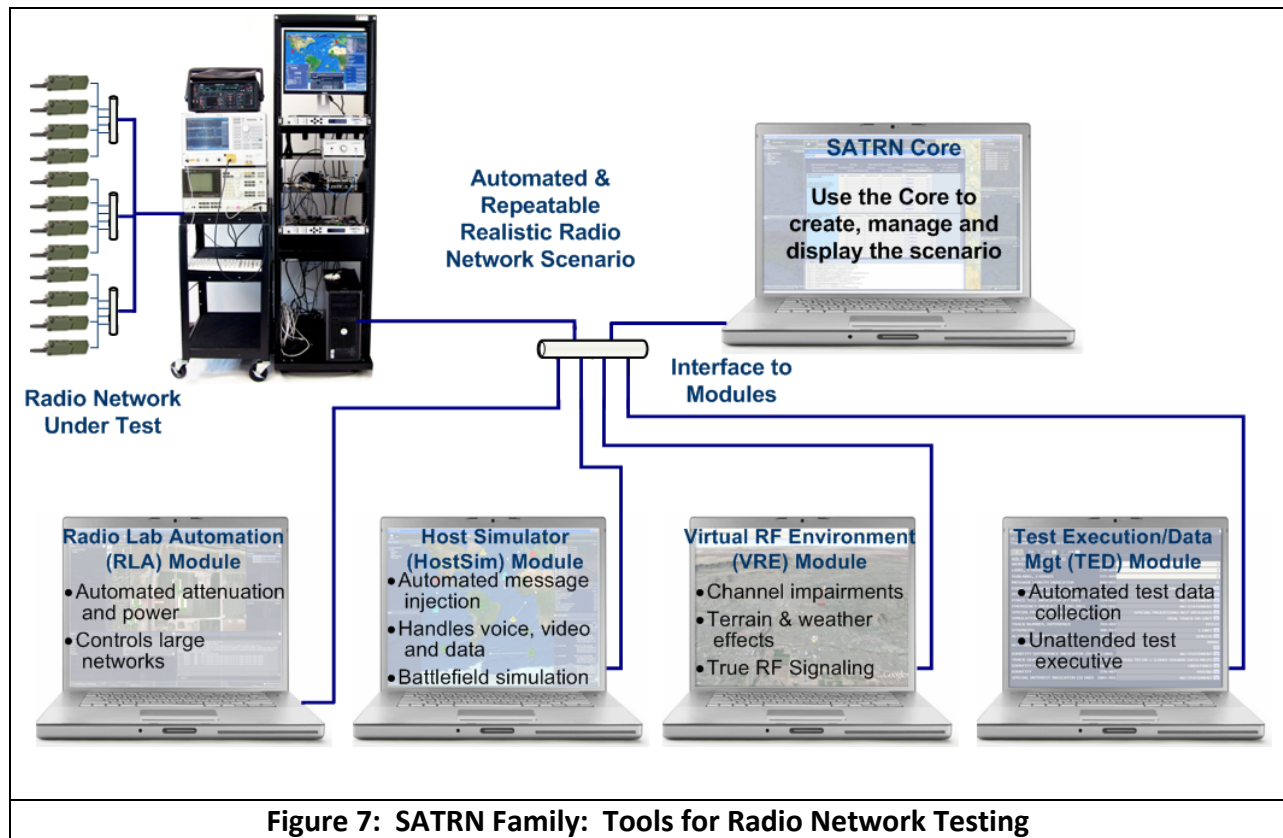 Automated &
Repeatable
Realistic Radio
Network Scenario
SATRN Core
Use the Core to
create, manage and
display the scenario
Radio Network
Under Test
Interface to
Modules
Radio Lab Automation
(RLA) Module
•Automated attenuation
and power
•Controls large
networks
Host Simulator
(HostSim) Module
•Automated message
injection
•Handles voice, video
and data
•Battlefield simulation
Virtual RF Environment
(VRE) Module
•Channel impairments
•Terrain & weather
effects
•True RF Signaling
Test Execution/Data
Mgt (TED) Module
•Automated test data
collection
•Unattended test
executive
Figure 7: SATRN Family: Tools for Radio Network Testing